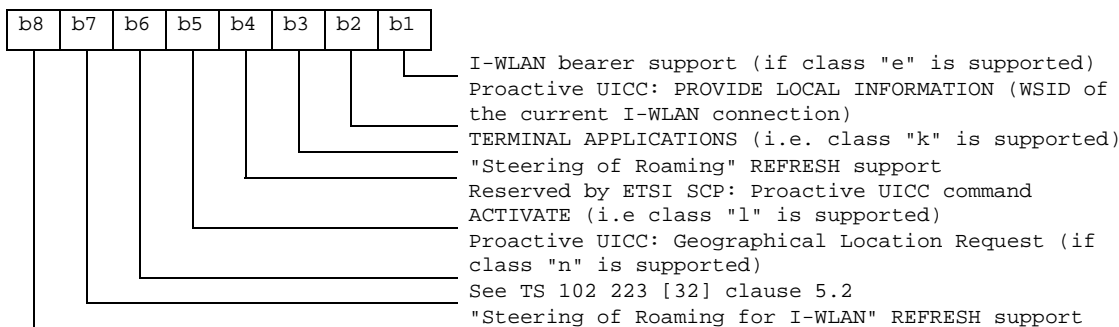 b8 b7 b6 b5 b4 b3 b2 b1
I-WLAN bearer support (if class "e" is supported)
Proactive UICC: PROVIDE LOCAL INFORMATION (WSID of
the current I-WLAN connection)
TERMINAL APPLICATIONS (i.e. class "k" is supported)
"Steering of Roaming" REFRESH support
Reserved by ETSI SCP: Proactive UICC command
ACTIVATE (i.e class "l" is supported)
Proactive UICC: Geographical Location Request (if
class "n" is supported)
See TS 102 223 [32] clause 5.2
"Steering of Roaming for I-WLAN" REFRESH support